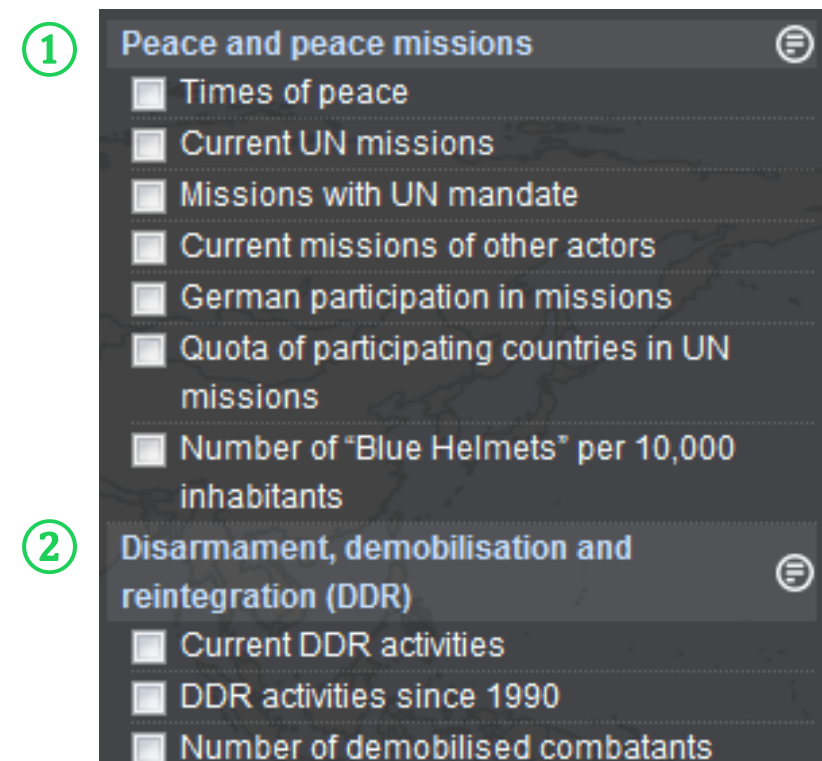 ① Peace and peace missions
Times of peace
Current UN missions
Missions with UN mandate
Current missions of other actors
German participation in missions
Quota of participating countries in UN
missions
Number of “Blue Helmets” per 10,000
inhabitants
② Disarmament, demobilisation and
reintegration (DDR)
Current DDR activities
DDR activities since 1990
Number of demobilised combatants